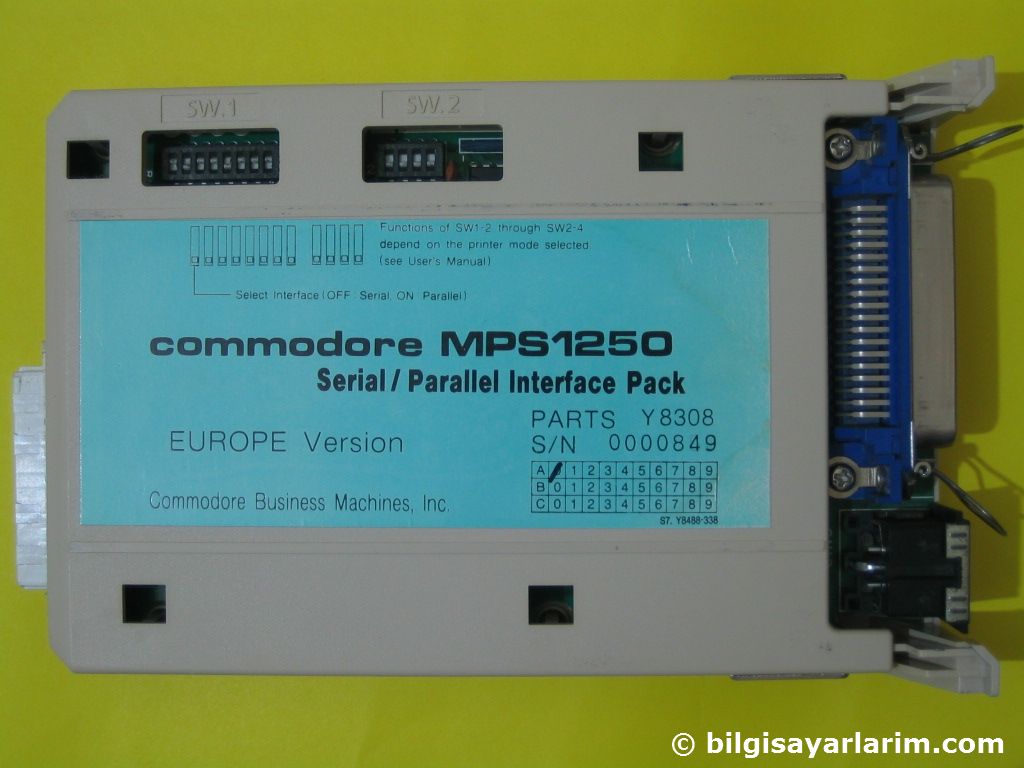 SW.1
SW.2
Functions of SW1-2 through SW2-4
depend on the printer mode selected
(see User's Manual)
Select Interface (OFF : Serial, ON : Parallel)
commodore MPS1250
Serial / Parallel Interface Pack
EUROPE Version
PARTS Y8308
S/N 0000849
A 1 2 3 4 5 6 7 8 9
B 0 1 2 3 4 5 6 7 8 9
C 0 1 2 3 4 5 6 7 8 9
Commodore Business Machines, Inc.
S7. Y8488-338
© bilgisayarlarim.com